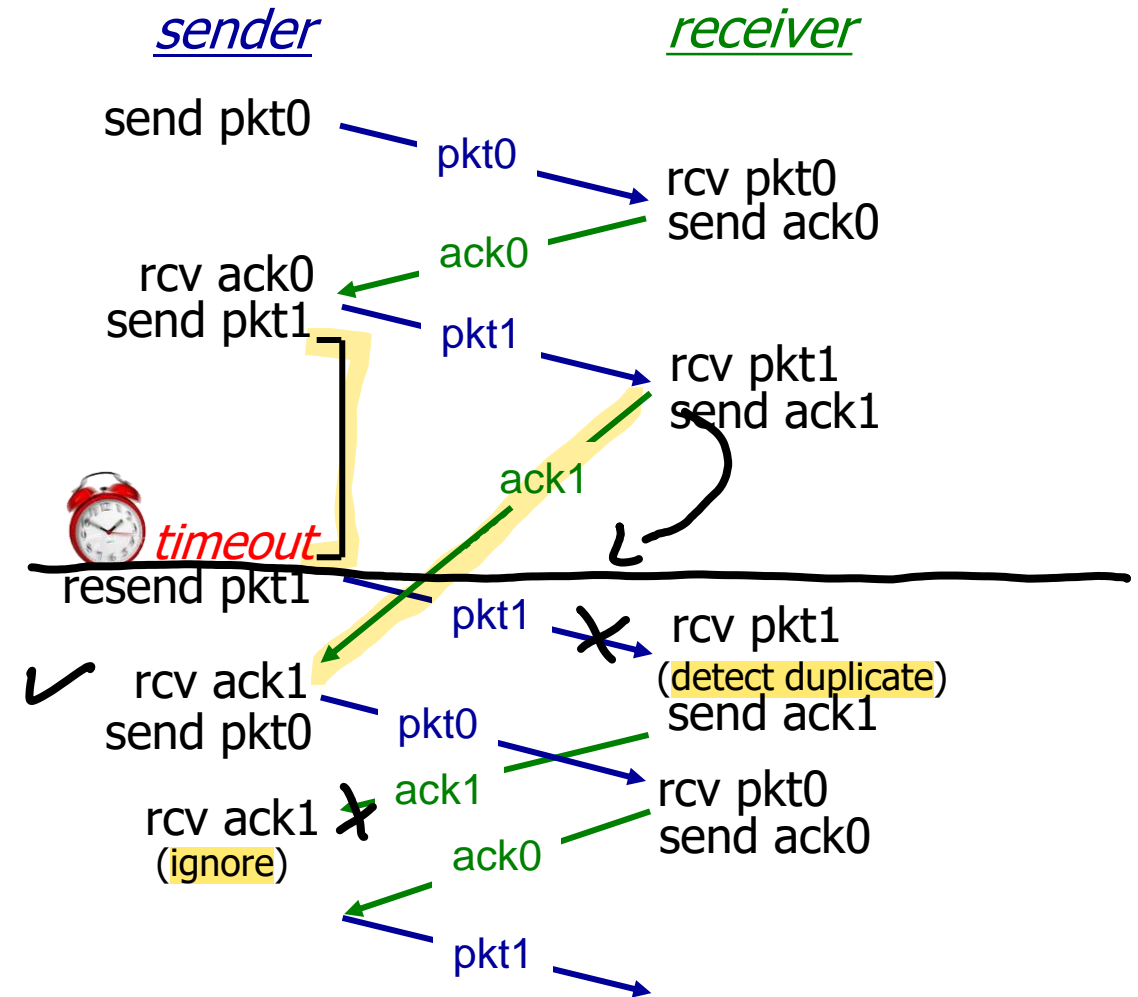 sender receiver
send pkt0
pkt0
rcv pkt0
send ack0
ack0
rcv ack0
send pkt1
pkt1
rcv pkt1
send ack1
ack1
timeout
resend pkt1
pkt1
rcv pkt1
(detect duplicate)
send ack1
rcv ack1
send pkt0
pkt0
ack1
rcv pkt0
send ack0
rcv ack1
(ignore)
ack0
pkt1